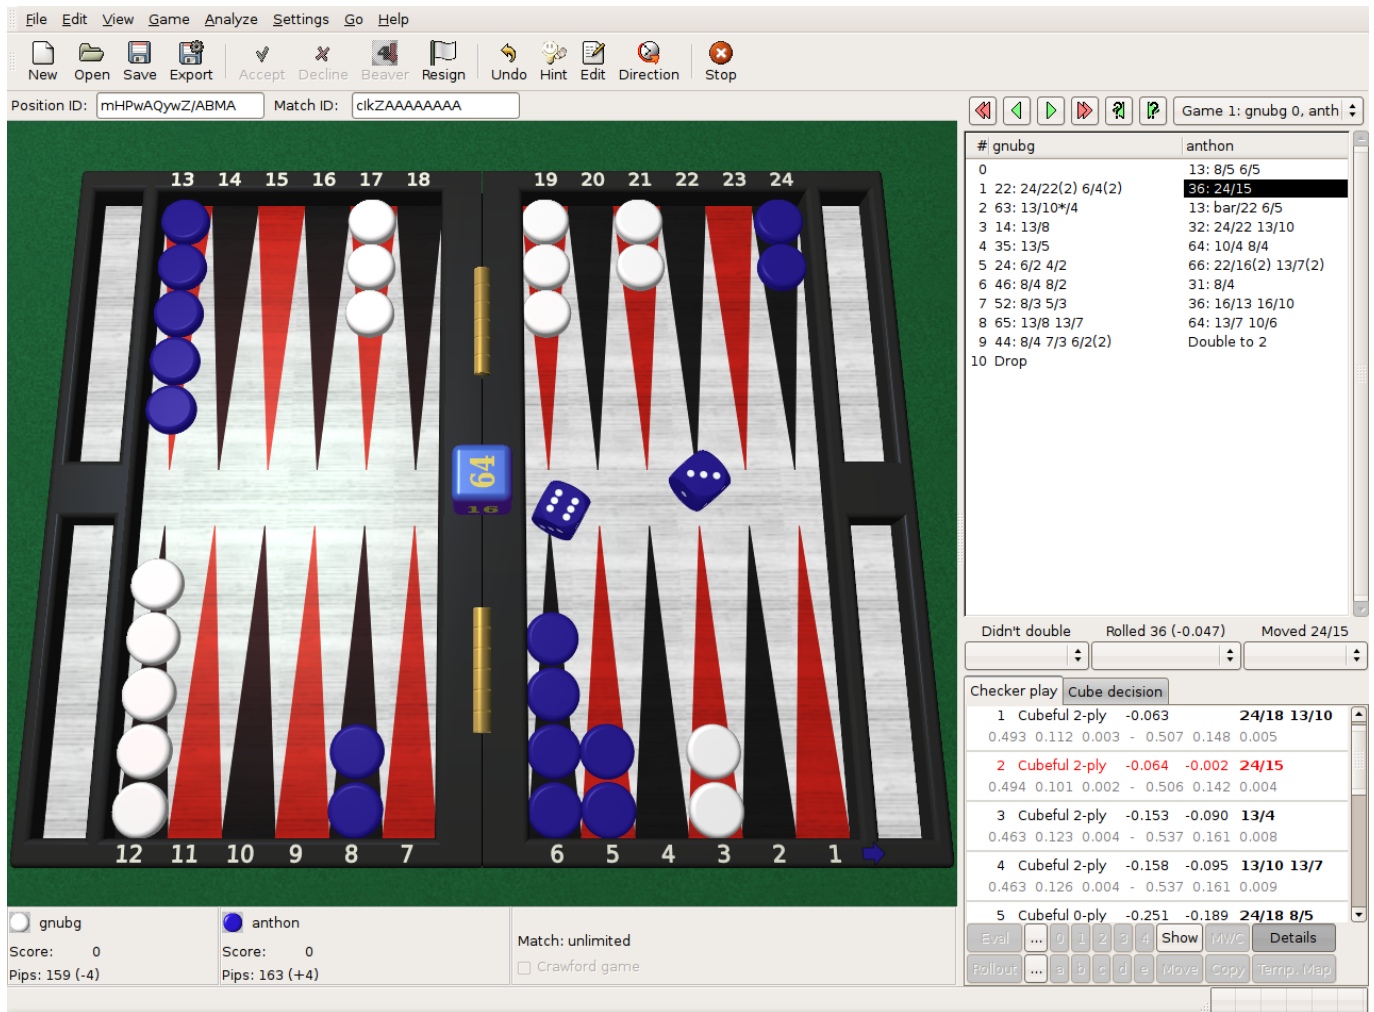 File Edit View Game Analyze Settings Go Help
New Open Save Export Accept Decline Beaver Resign Undo Hint Edit Direction Stop
Position ID: mHPwAQywZ/ABMA Match ID: cIkZAAAAAAAA
Game 1: gnubg 0, anth
13 14 15 16 17 18 19 20 21 22 23 24
64
16
12 11 10 9 8 7 6 5 4 3 2 1
# gnubg anthon
0 13: 8/5 6/5
1 22: 24/22(2) 6/4(2) 36: 24/15
2 63: 13/10*/4 13: bar/22 6/5
3 14: 13/8 32: 24/22 13/10
4 35: 13/5 64: 10/4 8/4
5 24: 6/2 4/2 66: 22/16(2) 13/7(2)
6 46: 8/4 8/2 31: 8/4
7 52: 8/3 5/3 36: 16/13 16/10
8 65: 13/8 13/7 64: 13/7 10/6
9 44: 8/4 7/3 6/2(2) Double to 2
10 Drop
Didn't double Rolled 36 (-0.047) Moved 24/15
Checker play Cube decision
1 Cubeful 2-ply -0.063 24/18 13/10
0.493 0.112 0.003 - 0.507 0.148 0.005
2 Cubeful 2-ply -0.064 -0.002 24/15
0.494 0.101 0.002 - 0.506 0.142 0.004
3 Cubeful 2-ply -0.153 -0.090 13/4
0.463 0.123 0.004 - 0.537 0.161 0.008
4 Cubeful 2-ply -0.158 -0.095 13/10 13/7
0.463 0.126 0.004 - 0.537 0.161 0.009
5 Cubeful 0-ply -0.251 -0.189 24/18 8/5
Eval ... 0 1 2 3 4 Show MWC Details
Rollout ... a b c d e Move Copy Temp. Map
gnubg
Score: 0
Pips: 159 (-4)
anthon
Score: 0
Pips: 163 (+4)
Match: unlimited
Crawford game